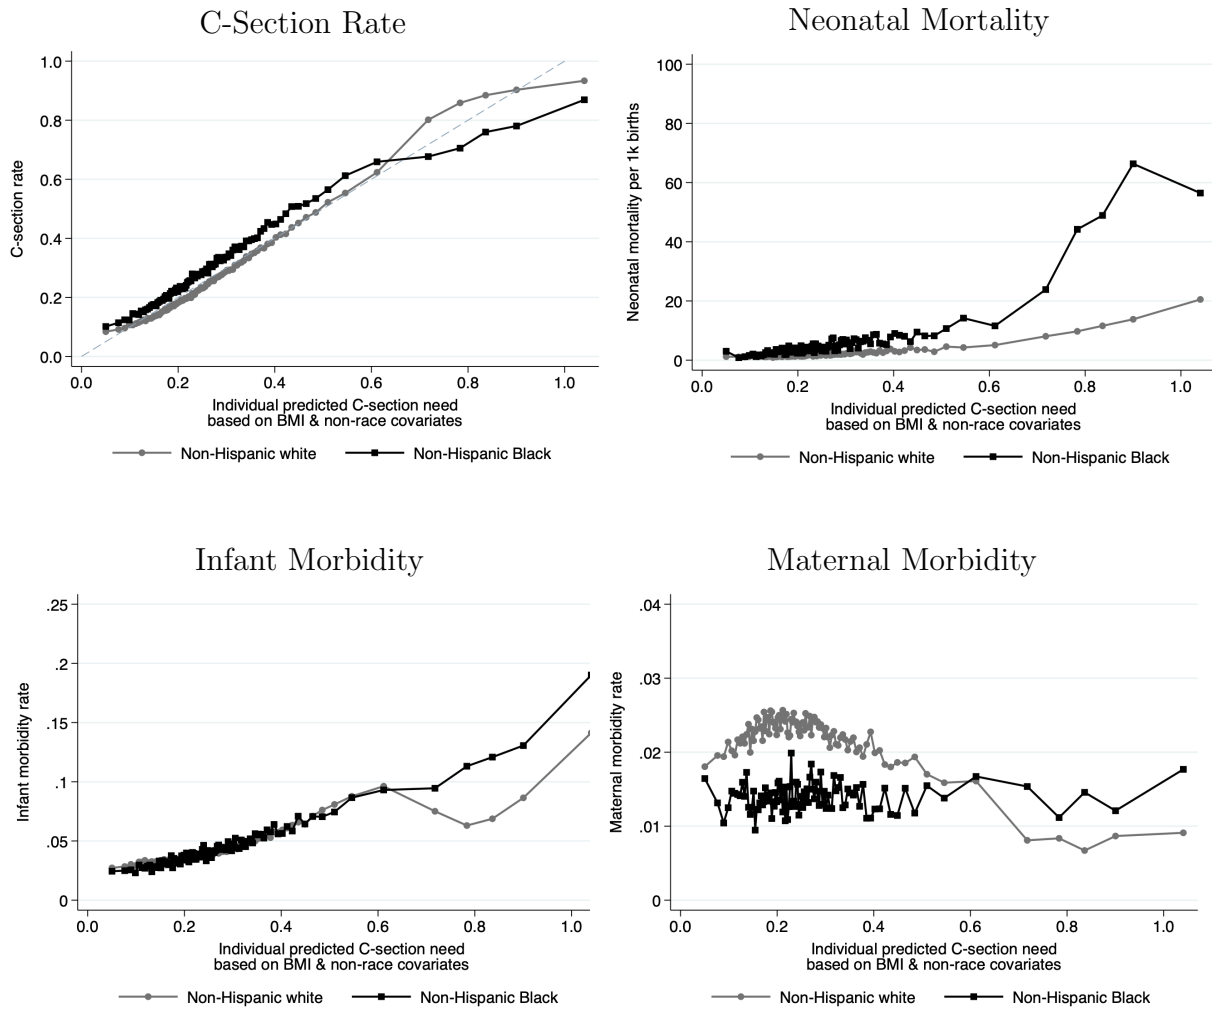 C-Section Rate
1.0
0.8
0.6
0.4
0.2
0.0
C-section rate
0.0 0.2 0.4 0.6 0.8 1.0
Individual predicted C-section need
based on BMI & non-race covariates
Non-Hispanic white Non-Hispanic Black
Neonatal Mortality
100
80
60
40
20
0
Neonatal mortality per 1k births
0.0 0.2 0.4 0.6 0.8 1.0
Individual predicted C-section need
based on BMI & non-race covariates
Non-Hispanic white Non-Hispanic Black
Infant Morbidity
.25
.2
.15
.1
.05
0
Infant morbidity rate
0.0 0.2 0.4 0.6 0.8 1.0
Individual predicted C-section need
based on BMI & non-race covariates
Non-Hispanic white Non-Hispanic Black
Maternal Morbidity
.04
.03
.02
.01
0
Maternal morbidity rate
0.0 0.2 0.4 0.6 0.8 1.0
Individual predicted C-section need
based on BMI & non-race covariates
Non-Hispanic white Non-Hispanic Black